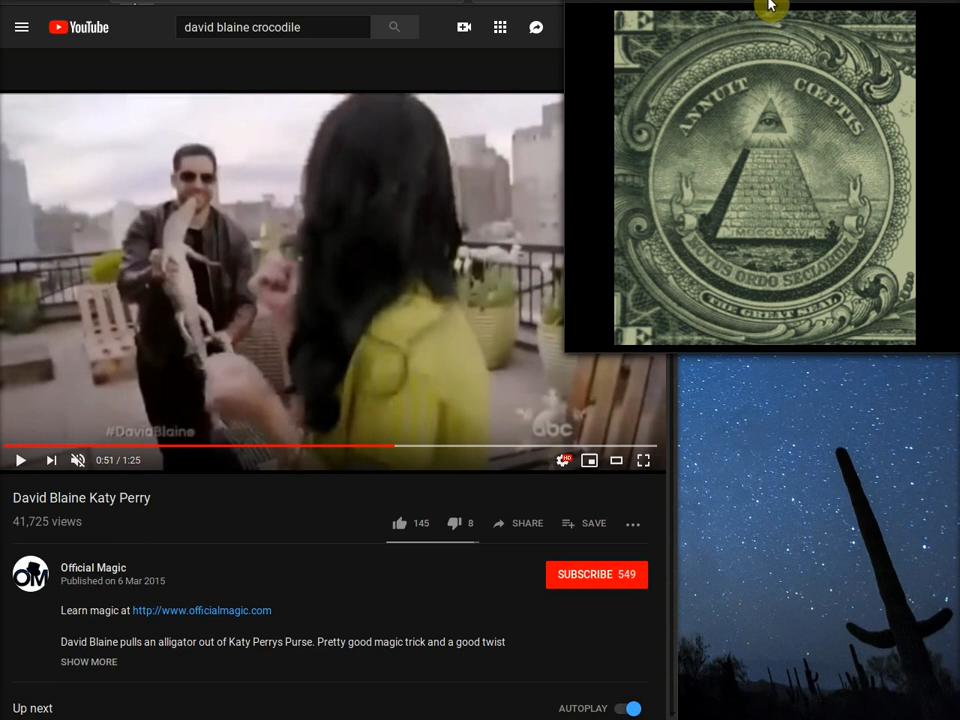 YouTube
david blaine crocodile
ANNUIT CŒPTIS
MDCCLXXVI
NOVUS ORDO SECLORUM
THE GREAT SEAL
#DavidBlaine
abc
0:51 / 1:25
HD
David Blaine Katy Perry
41,725 views
145
8
SHARE
SAVE
OM
Official Magic
Published on 6 Mar 2015
SUBSCRIBE 549
Learn magic at http://www.officialmagic.com
David Blaine pulls an alligator out of Katy Perrys Purse. Pretty good magic trick and a good twist
SHOW MORE
Up next
AUTOPLAY